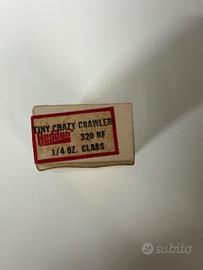 TINY CRAZY CRAWLER
Heddon 320 BF
1/4 OZ. CLASS
subito